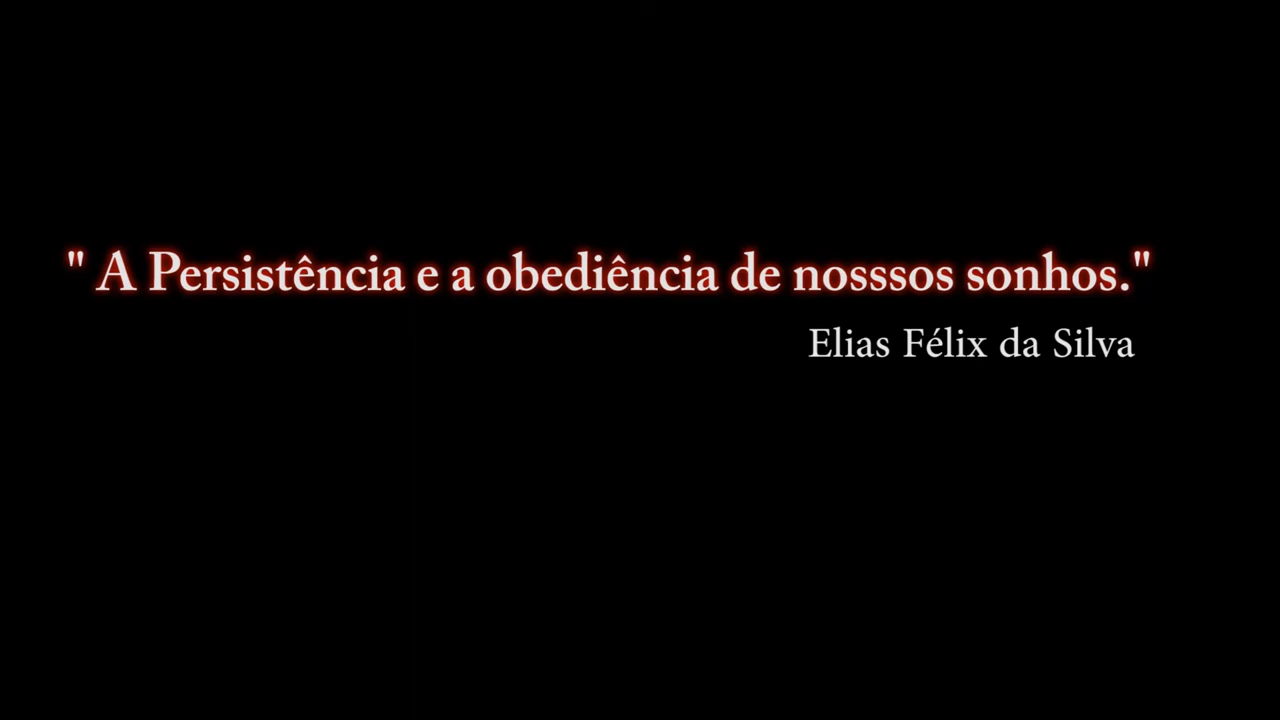 " A Persistência e a obediência de nosssos sonhos."
Elias Félix da Silva